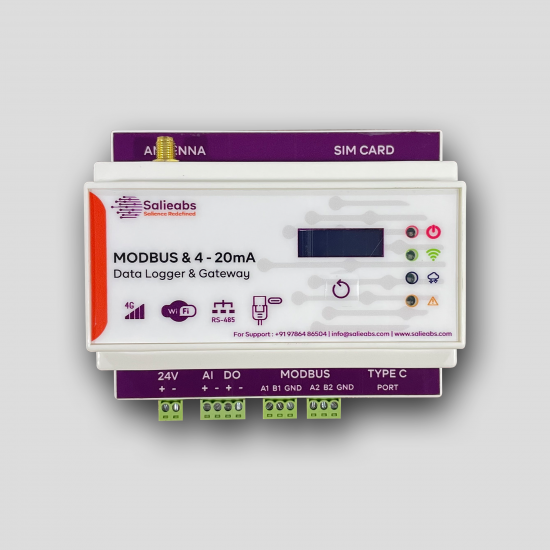 ANTENNA SIM CARD
Salieabs
Salience Redefined
MODBUS & 4 - 20mA
Data Logger & Gateway
4G
WiFi
RS-485
For Support : +91 97864 86504 | info@salieabs.com | www.salieabs.com
24V AI DO MODBUS TYPE C
+ - + - + - A1 B1 GND A2 B2 GND PORT